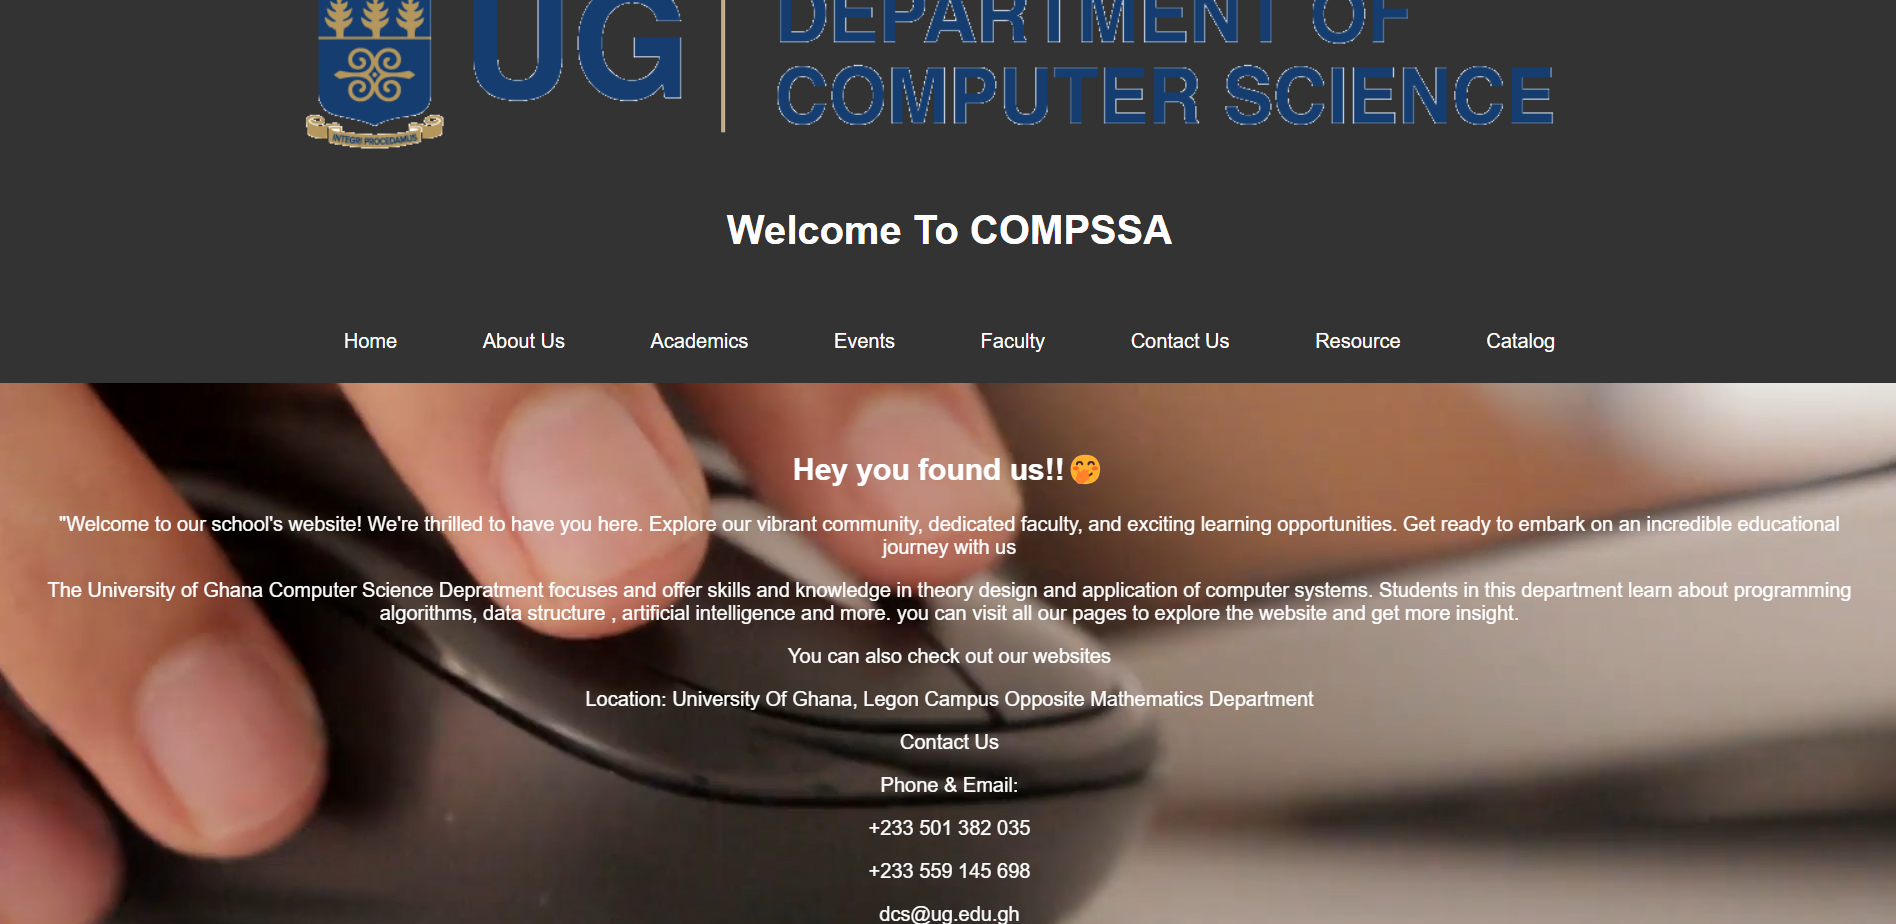 UG
DEPARTMENT OF
COMPUTER SCIENCE
INTEGRI PROCEDAMUS
Welcome To COMPSSA
Home About Us Academics Events Faculty Contact Us Resource Catalog
Hey you found us!!🤭
"Welcome to our school's website! We're thrilled to have you here. Explore our vibrant community, dedicated faculty, and exciting learning opportunities. Get ready to embark on an incredible educational
journey with us
The University of Ghana Computer Science Depratment focuses and offer skills and knowledge in theory design and application of computer systems. Students in this department learn about programming
algorithms, data structure , artificial intelligence and more. you can visit all our pages to explore the website and get more insight.
You can also check out our websites
Location: University Of Ghana, Legon Campus Opposite Mathematics Department
Contact Us
Phone & Email:
+233 501 382 035
+233 559 145 698
dcs@ug.edu.gh